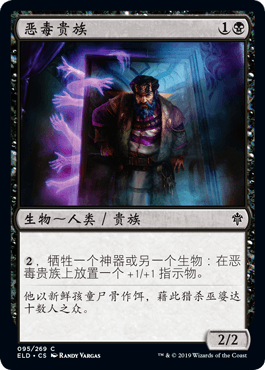 恶毒贵族 1
生物～人类 / 贵族
2，牺牲一个神器或另一个生物：在恶
毒贵族上放置一个+1/+1指示物。
他以新鲜孩童尸骨作饵，藉此猎杀巫婆达
十数人之众。
2/2
095/269 C
ELD • CS RANDY VARGAS
™ & © 2019 Wizards of the Coast